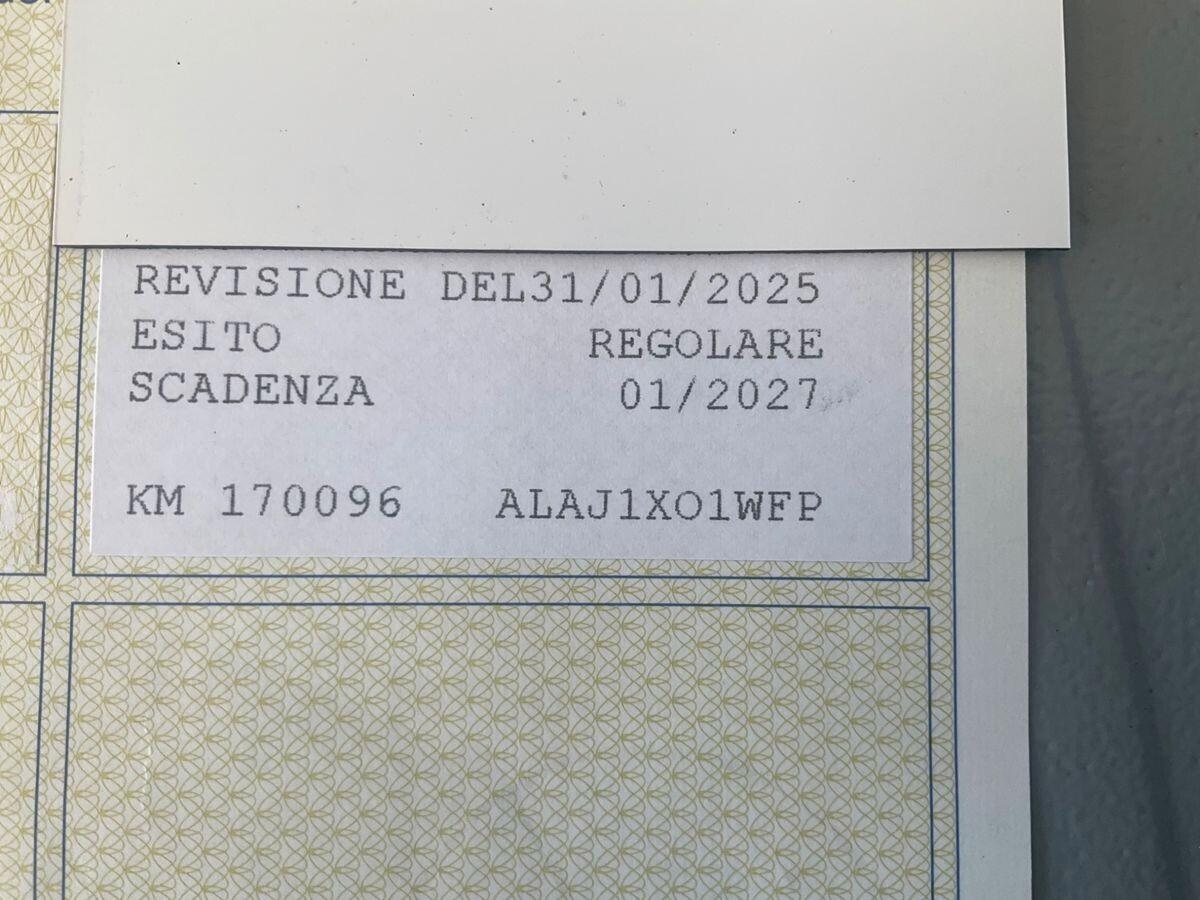 REVISIONE DEL31/01/2025
ESITO REGOLARE
SCADENZA 01/2027
KM 170096 ALAJ1XO1WFP